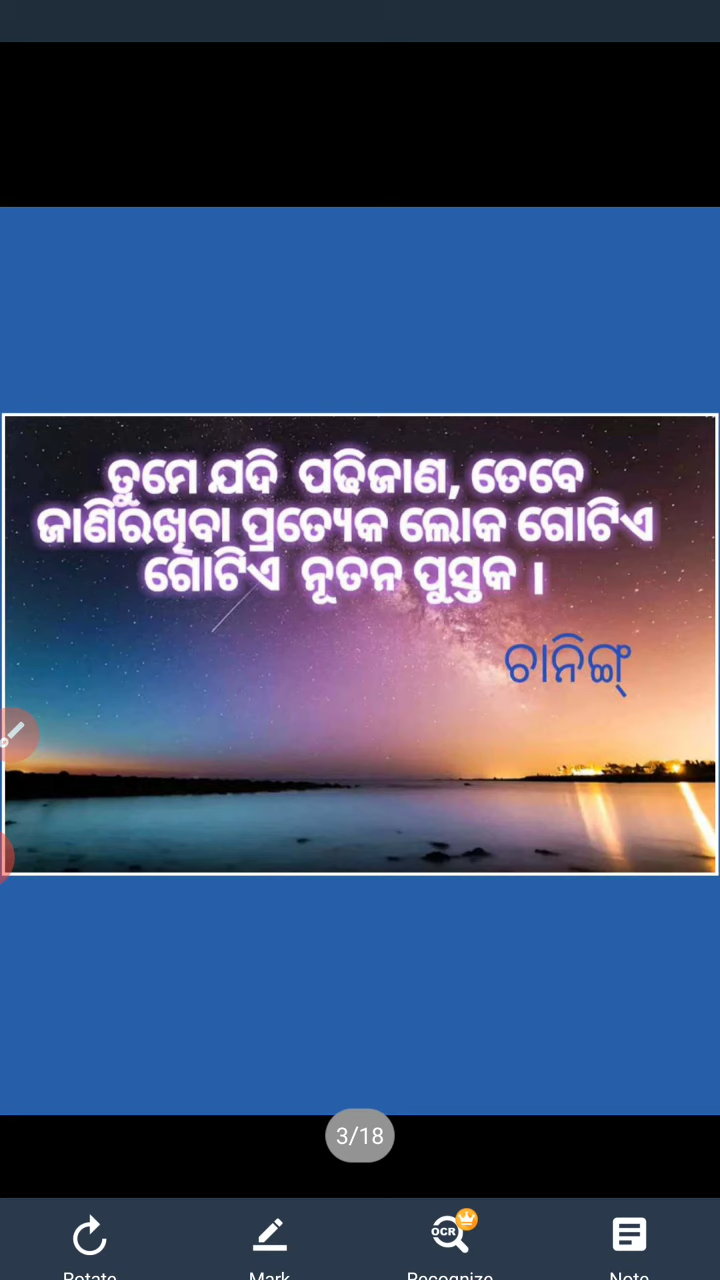 ତୁମେ ଯଦି ପଢିଜାଣ, ତେବେ
ଜାଣିରଖିବା ପ୍ରତ୍ୟେକ ଲୋକ ଗୋଟିଏ
ଗୋଟିଏ ନୂତନ ପୁସ୍ତକ ।
ଚାନିଙ୍ଗ୍
3/18
OCR
Rotate Mark Recognize Note